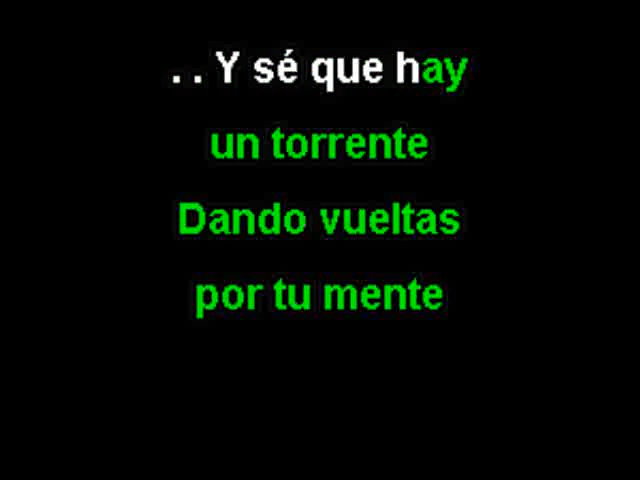 . . Y sé que hay
un torrente
Dando vueltas
por tu mente